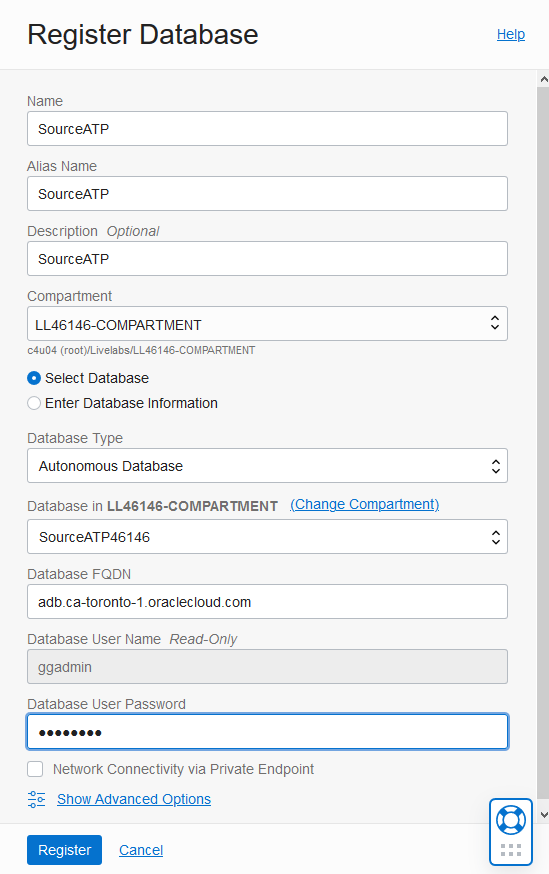 Register Database
Help
Name
SourceATP
Alias Name
SourceATP
Description Optional
SourceATP
Compartment
LL46146-COMPARTMENT
c4u04 (root)/Livelabs/LL46146-COMPARTMENT
Select Database
Enter Database Information
Database Type
Autonomous Database
Database in LL46146-COMPARTMENT (Change Compartment)
SourceATP46146
Database FQDN
adb.ca-toronto-1.oraclecloud.com
Database User Name Read-Only
ggadmin
Database User Password
●●●●●●●●
Network Connectivity via Private Endpoint
Show Advanced Options
Register
Cancel